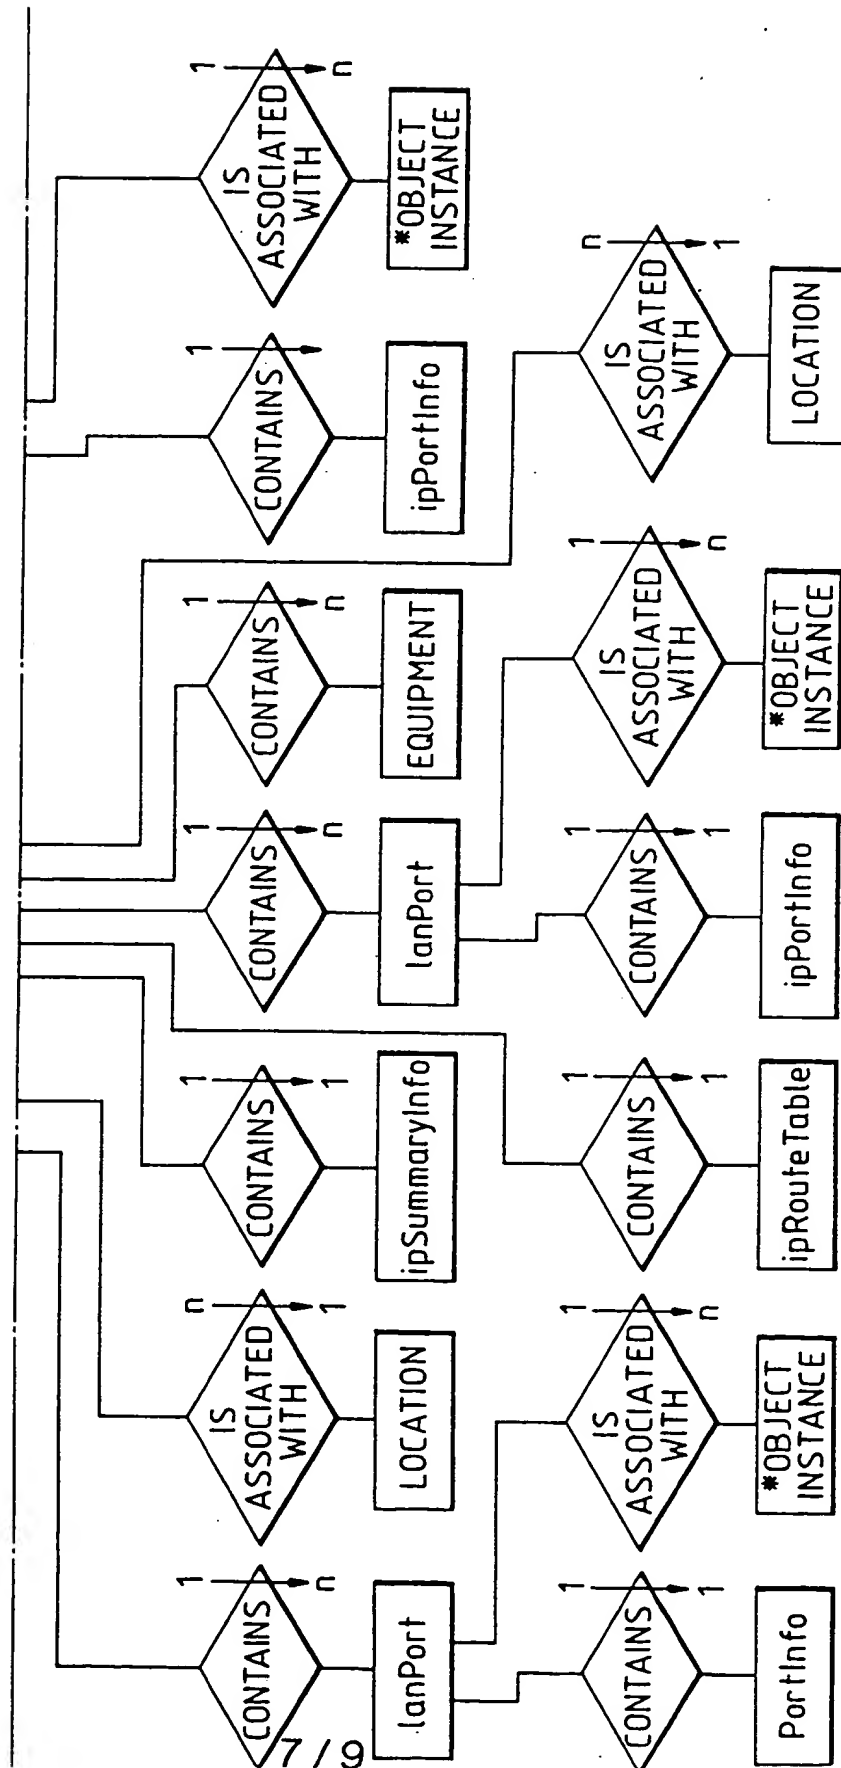 1
CONTAINS
n
lanPort
n
IS
ASSOCIATED
WITH
1
LOCATION
1
CONTAINS
1
ipSummaryInfo
1
CONTAINS
n
lanPort
1
CONTAINS
n
EQUIPMENT
1
CONTAINS
ipPortInfo
1
IS
ASSOCIATED
WITH
n
*OBJECT
INSTANCE
1
CONTAINS
1
PortInfo
1
IS
ASSOCIATED
WITH
n
*OBJECT
INSTANCE
1
CONTAINS
1
ipRouteTable
1
CONTAINS
1
ipPortInfo
1
IS
ASSOCIATED
WITH
n
*OBJECT
INSTANCE
n
IS
ASSOCIATED
WITH
1
LOCATION
7/9